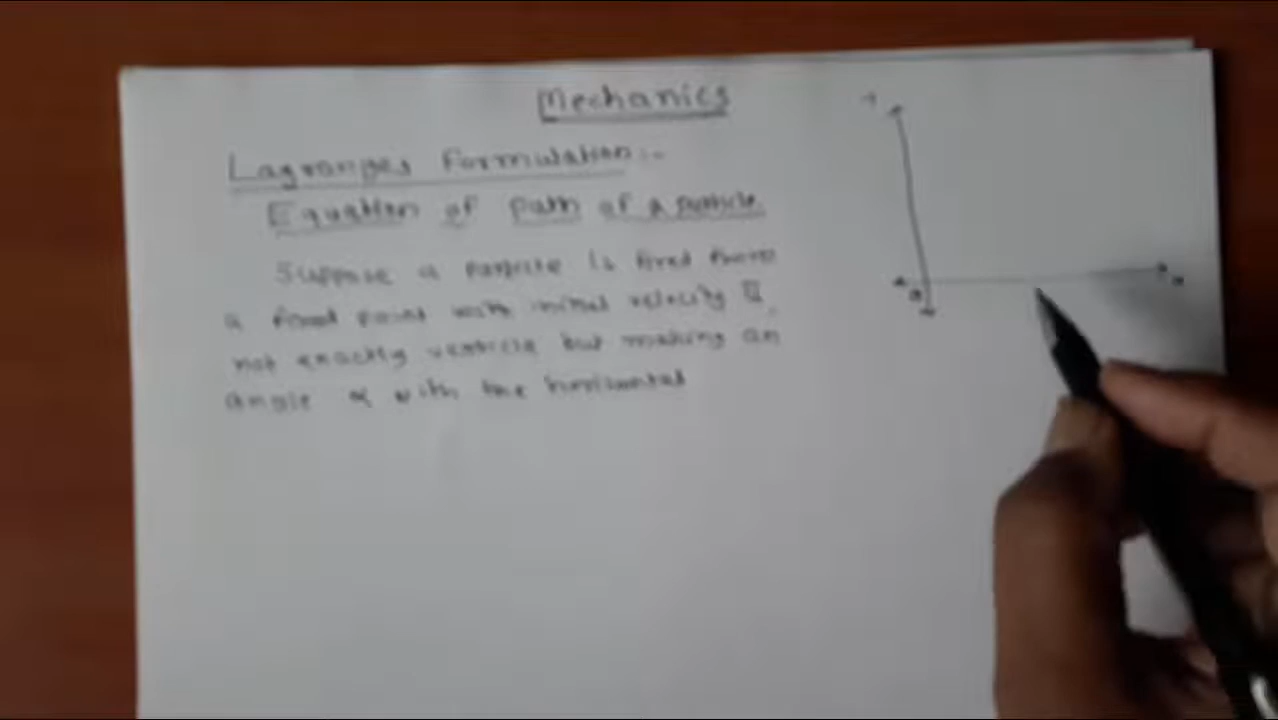 Mechanics
Lagranges Formulation:-
Equation of path of a particle
Suppose a particle is fired from
a fixed point with initial velocity u,
not exactly verticle but making an
angle α with the horizontal
Y
O
x